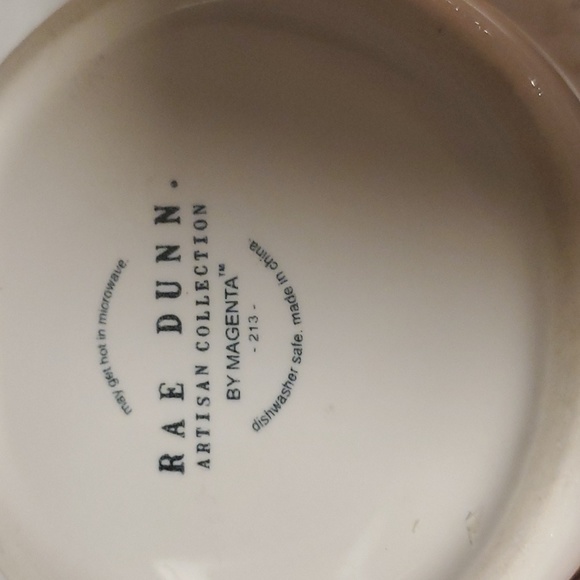 may get hot in microwave.
RAE DUNN.
ARTISAN COLLECTION
BY MAGENTA™
- 213 -
dishwasher safe. made in china.